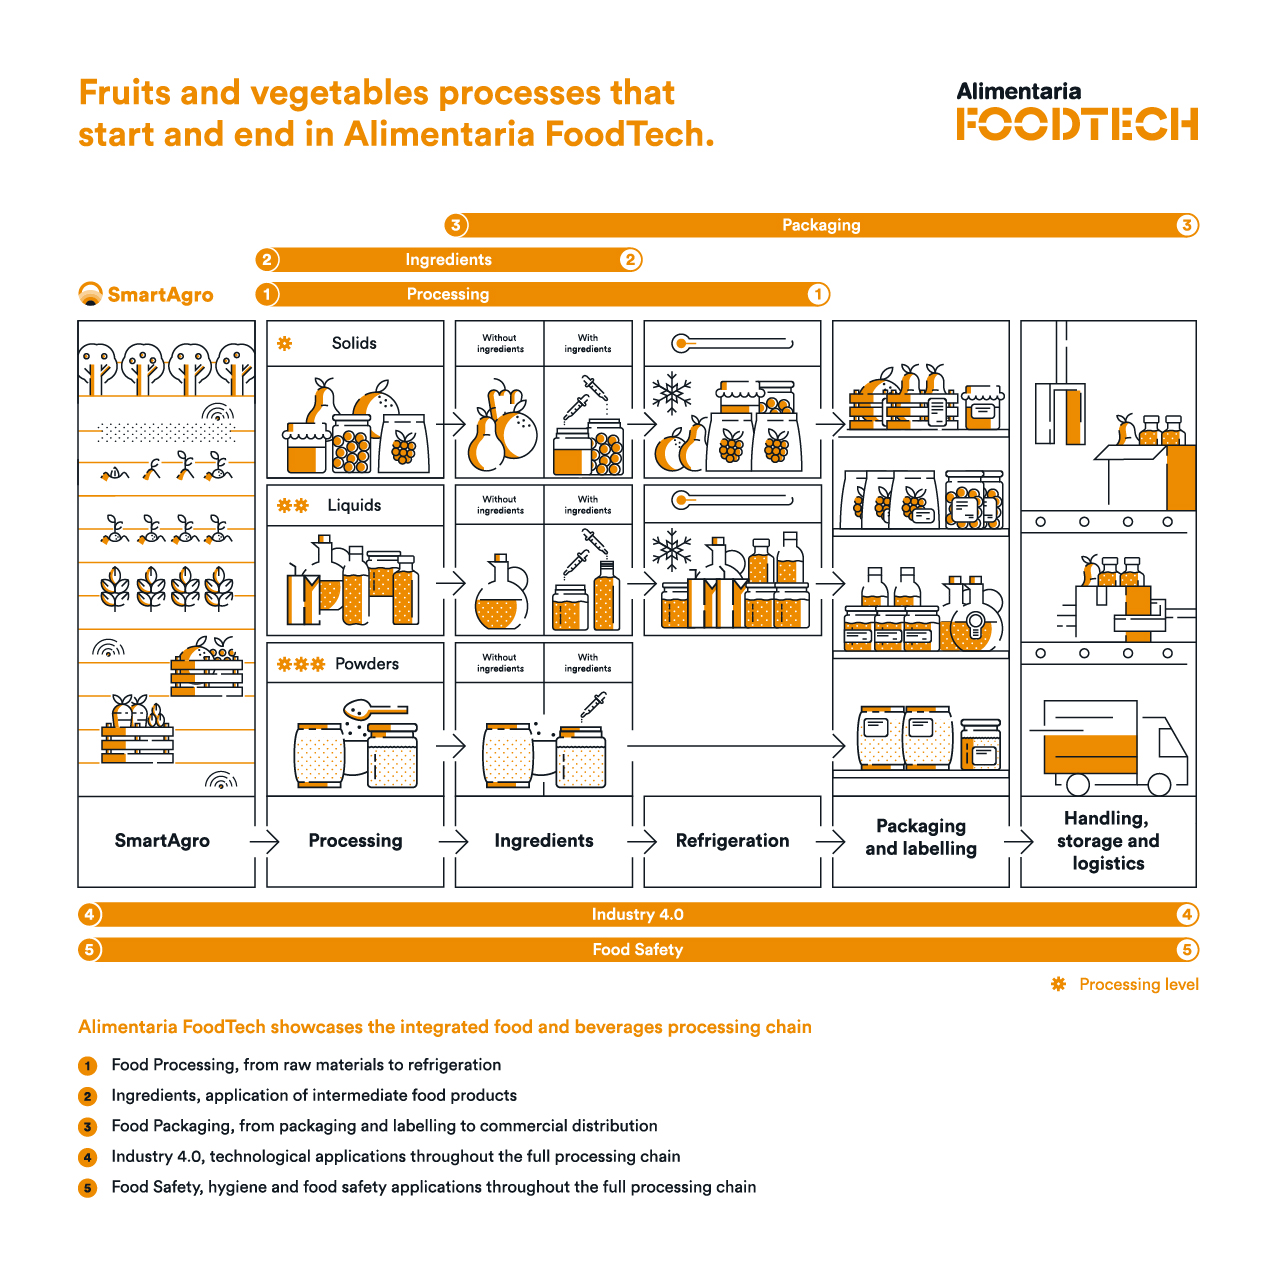 Fruits and vegetables processes that
start and end in Alimentaria FoodTech.
Alimentaria
FOODTECH
3 Packaging 3
2 Ingredients 2
SmartAgro
1 Processing 1
Solids
Without
ingredients
With
ingredients
Liquids
Without
ingredients
With
ingredients
Powders
Without
ingredients
With
ingredients
SmartAgro
Processing
Ingredients
Refrigeration
Packaging
and labelling
Handling,
storage and
logistics
4 Industry 4.0 4
5 Food Safety 5
Processing level
Alimentaria FoodTech showcases the integrated food and beverages processing chain
1 Food Processing, from raw materials to refrigeration
2 Ingredients, application of intermediate food products
3 Food Packaging, from packaging and labelling to commercial distribution
4 Industry 4.0, technological applications throughout the full processing chain
5 Food Safety, hygiene and food safety applications throughout the full processing chain